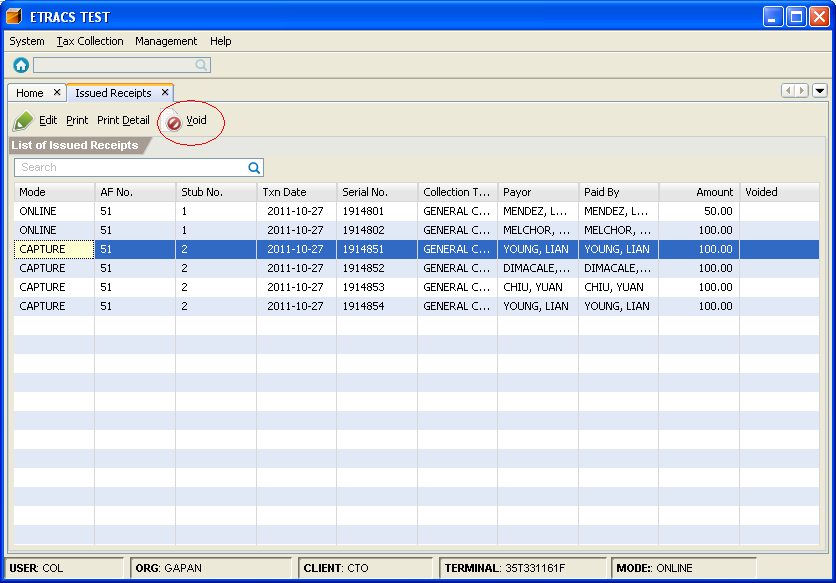 ETRACS TEST
System Tax Collection Management Help
Home Issued Receipts
Edit Print Print Detail Void
List of Issued Receipts
Search
Mode AF No. Stub No. Txn Date Serial No. Collection T... Payor Paid By Amount Voided
ONLINE 51 1 2011-10-27 1914801 GENERAL C... MENDEZ, L... MENDEZ, L... 50.00
ONLINE 51 1 2011-10-27 1914802 GENERAL C... MELCHOR, ... MELCHOR, ... 100.00
CAPTURE 51 2 2011-10-27 1914851 GENERAL C... YOUNG, LIAN YOUNG, LIAN 100.00
CAPTURE 51 2 2011-10-27 1914852 GENERAL C... DIMACALE,... DIMACALE,... 100.00
CAPTURE 51 2 2011-10-27 1914853 GENERAL C... CHIU, YUAN CHIU, YUAN 100.00
CAPTURE 51 2 2011-10-27 1914854 GENERAL C... YOUNG, LIAN YOUNG, LIAN 100.00
USER: COL ORG: GAPAN CLIENT: CTO TERMINAL: 35T331161F MODE:: ONLINE